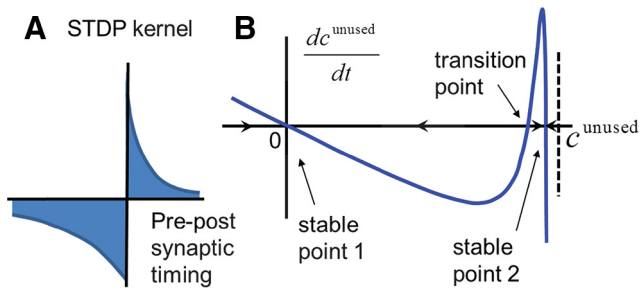 A STDP kernel
Pre-post
synaptic
timing
B
dc^unused
dt
transition
point
0
c^unused
stable
point 1
stable
point 2